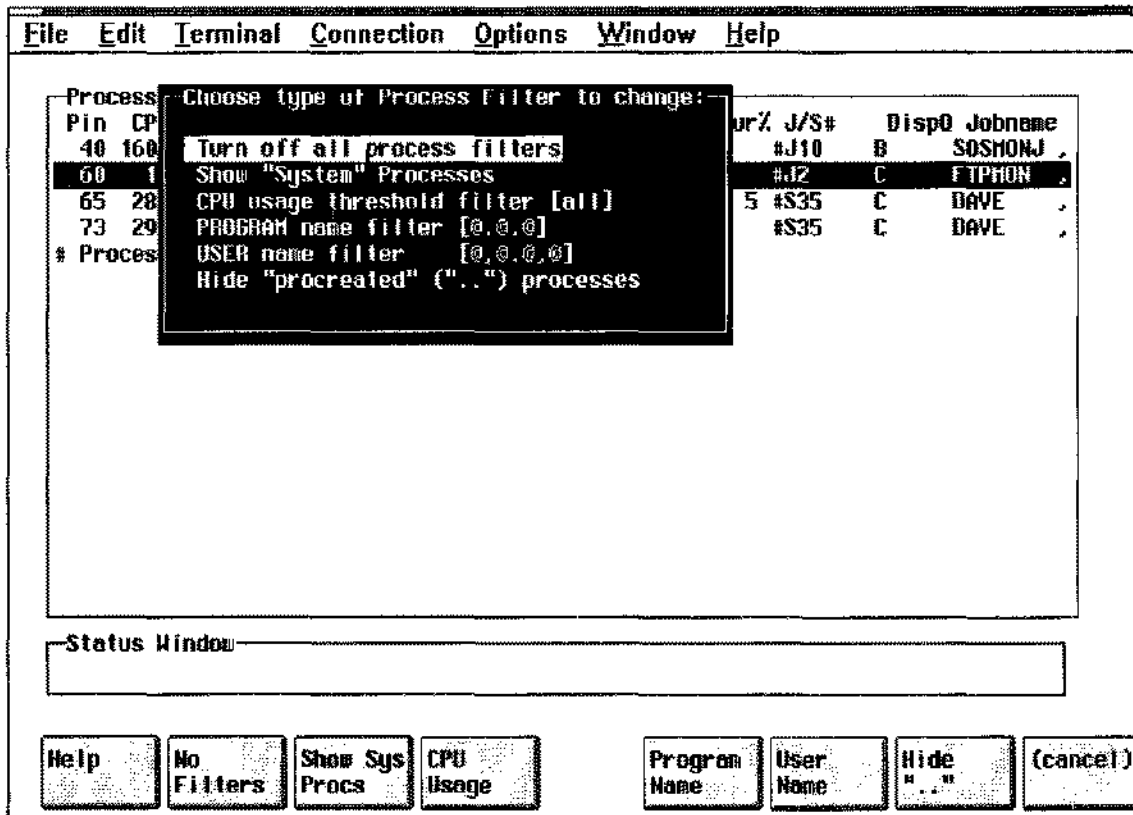 File Edit Terminal Connection Options Window Help
Process Choose type of Process Filter to change:
Pin CP ur% J/S# DispQ Jobname
40 160 Turn off all process filters #J10 B SOSMONJ
60 1 Show "System" Processes #J2 C FTPMON
65 28 CPU usage threshold filter [all] 5 #S35 C DAVE
73 29 PROGRAM name filter [@.@.@] #S35 C DAVE
# Proces USER name filter [@,@.@,@]
Hide "procreated" ("..") processes
Status Window
Help No Filters Show Sys Procs CPU Usage Program Name User Name Hide ".." (cancel)